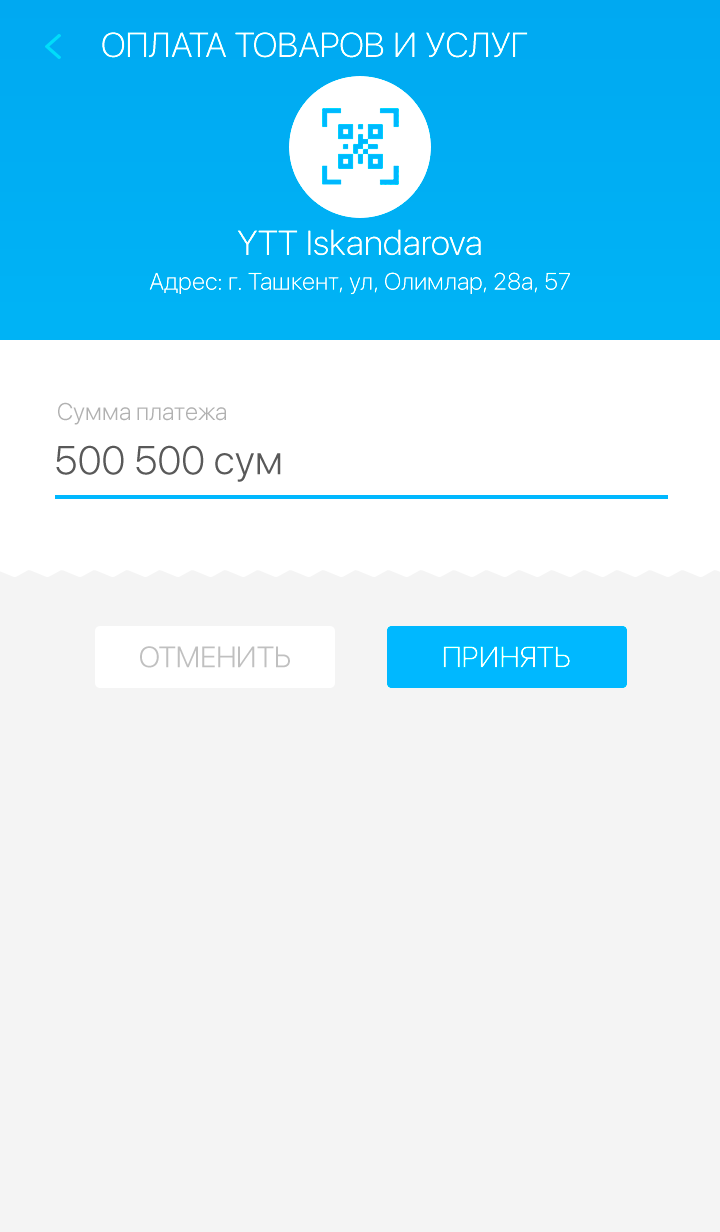 ОПЛАТА ТОВАРОВ И УСЛУГ
YTT Iskandarova
Адрес: г. Ташкент, ул, Олимлар, 28а, 57
Сумма платежа
500 500 сум
ОТМЕНИТЬ
ПРИНЯТЬ